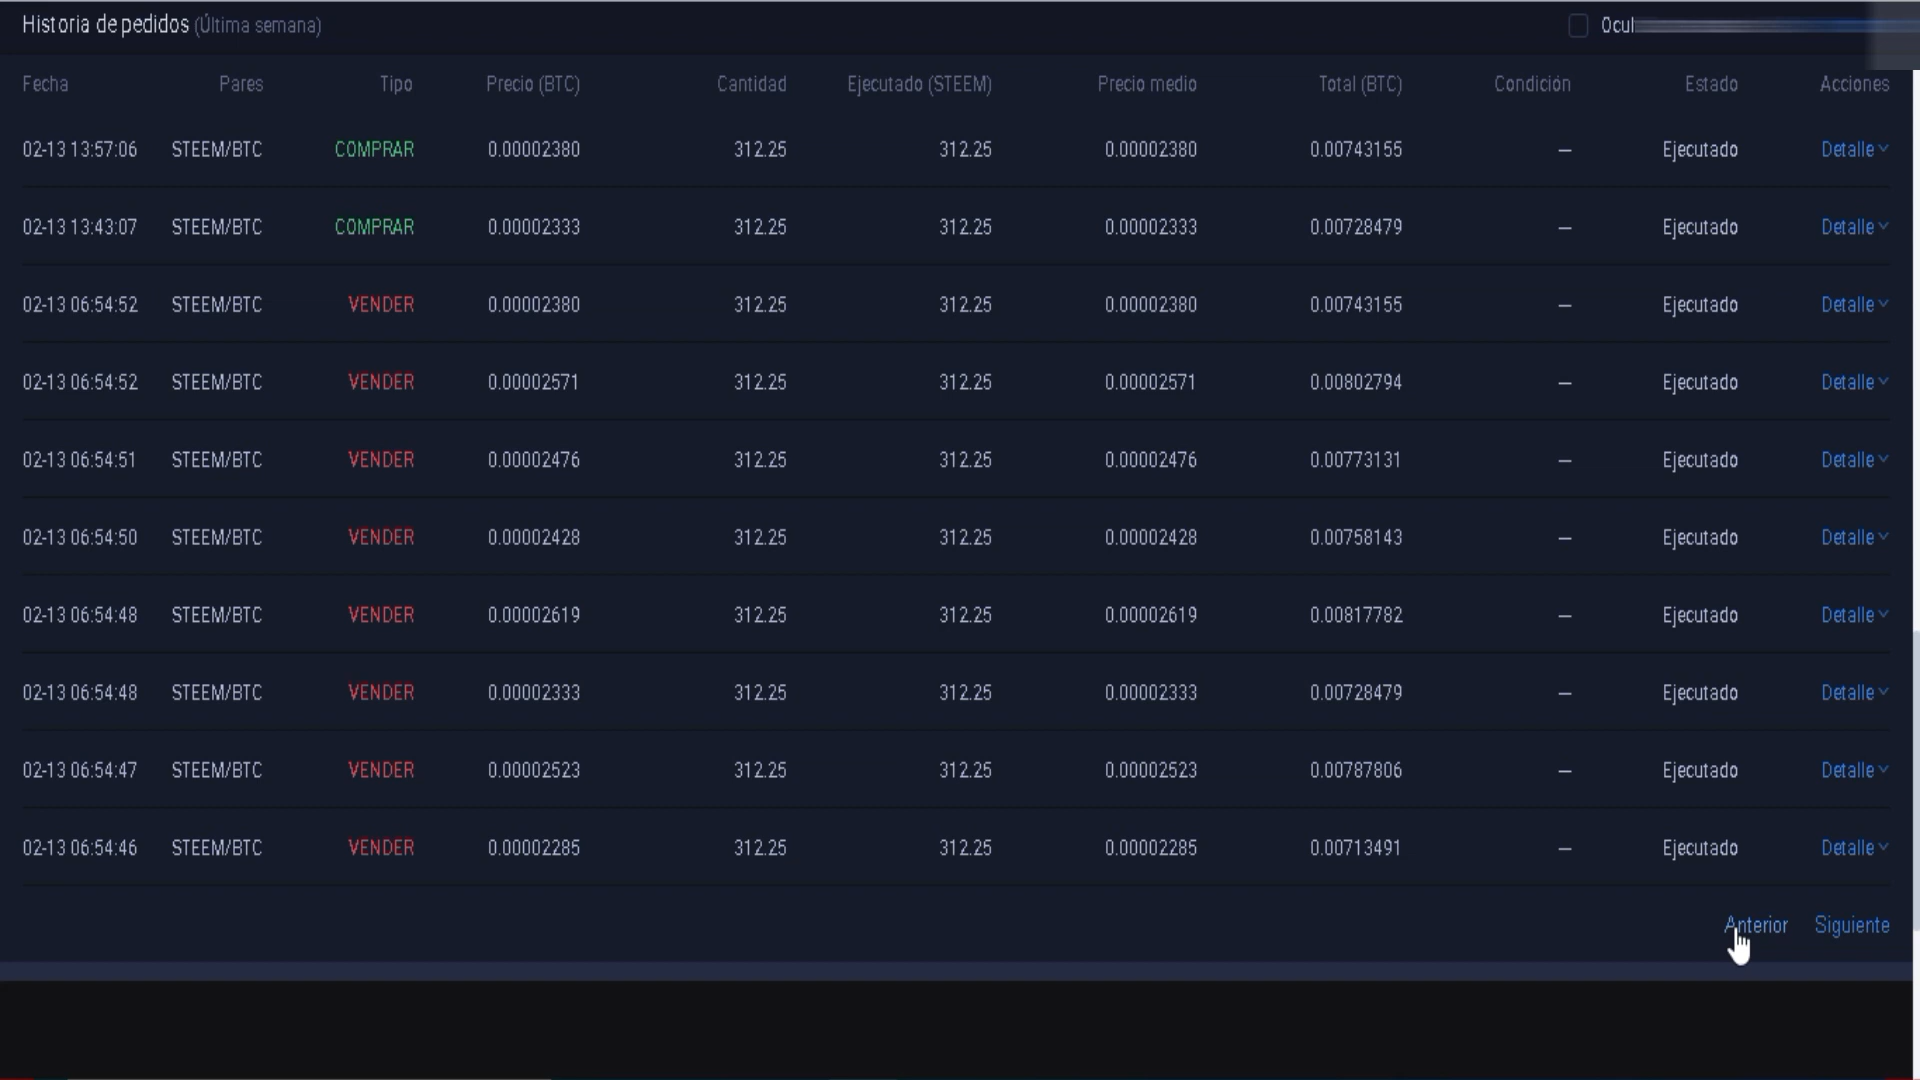 Historia de pedidos (Última semana) Ocul
Fecha Pares Tipo Precio (BTC) Cantidad Ejecutado (STEEM) Precio medio Total (BTC) Condición Estado Acciones
02-13 13:57:06 STEEM/BTC COMPRAR 0.00002380 312.25 312.25 0.00002380 0.00743155 — Ejecutado Detalle
02-13 13:43:07 STEEM/BTC COMPRAR 0.00002333 312.25 312.25 0.00002333 0.00728479 — Ejecutado Detalle
02-13 06:54:52 STEEM/BTC VENDER 0.00002380 312.25 312.25 0.00002380 0.00743155 — Ejecutado Detalle
02-13 06:54:52 STEEM/BTC VENDER 0.00002571 312.25 312.25 0.00002571 0.00802794 — Ejecutado Detalle
02-13 06:54:51 STEEM/BTC VENDER 0.00002476 312.25 312.25 0.00002476 0.00773131 — Ejecutado Detalle
02-13 06:54:50 STEEM/BTC VENDER 0.00002428 312.25 312.25 0.00002428 0.00758143 — Ejecutado Detalle
02-13 06:54:48 STEEM/BTC VENDER 0.00002619 312.25 312.25 0.00002619 0.00817782 — Ejecutado Detalle
02-13 06:54:48 STEEM/BTC VENDER 0.00002333 312.25 312.25 0.00002333 0.00728479 — Ejecutado Detalle
02-13 06:54:47 STEEM/BTC VENDER 0.00002523 312.25 312.25 0.00002523 0.00787806 — Ejecutado Detalle
02-13 06:54:46 STEEM/BTC VENDER 0.00002285 312.25 312.25 0.00002285 0.00713491 — Ejecutado Detalle
Anterior Siguiente